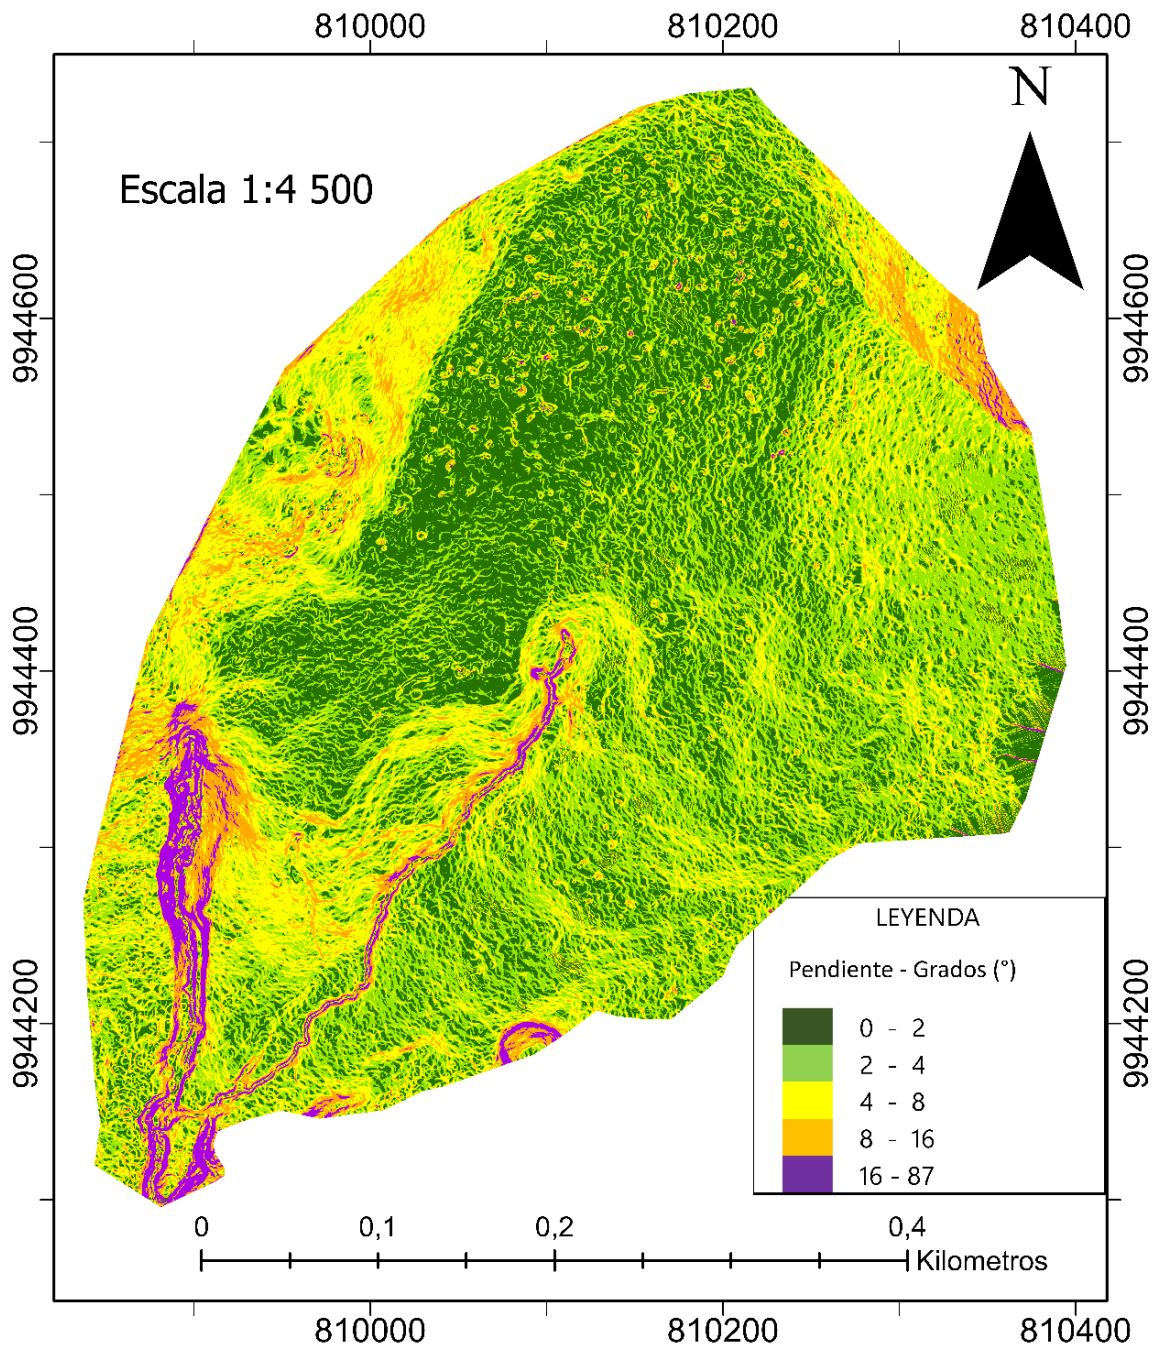 810000 810200 810400
N
Escala 1:4 500
9944600 9944600
9944400 9944400
9944200 9944200
LEYENDA
Pendiente - Grados (°)
0 - 2
2 - 4
4 - 8
8 - 16
16 - 87
0 0,1 0,2 0,4
Kilometros
810000 810200 810400